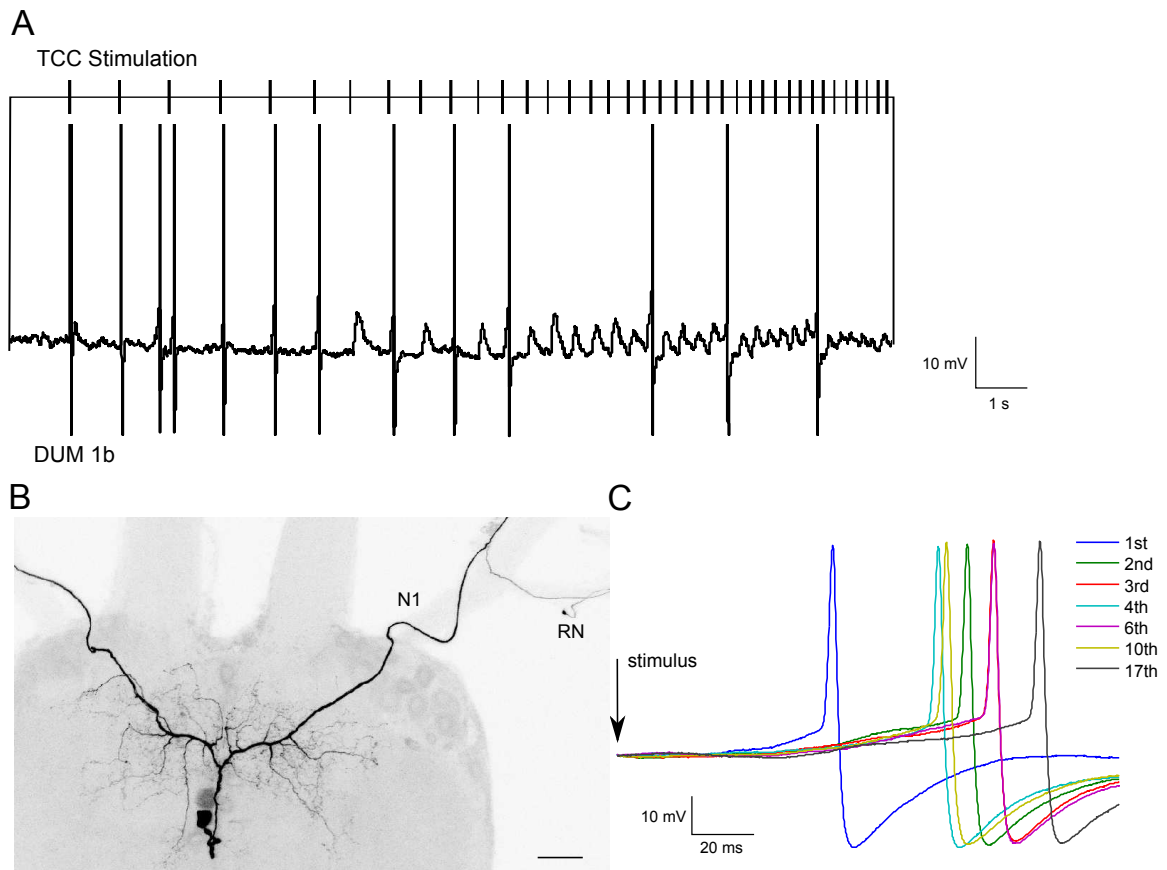 A
TCC Stimulation
10 mV
1 s
DUM 1b
B
N1
RN
C
1st
2nd
3rd
4th
6th
10th
17th
stimulus
10 mV
20 ms